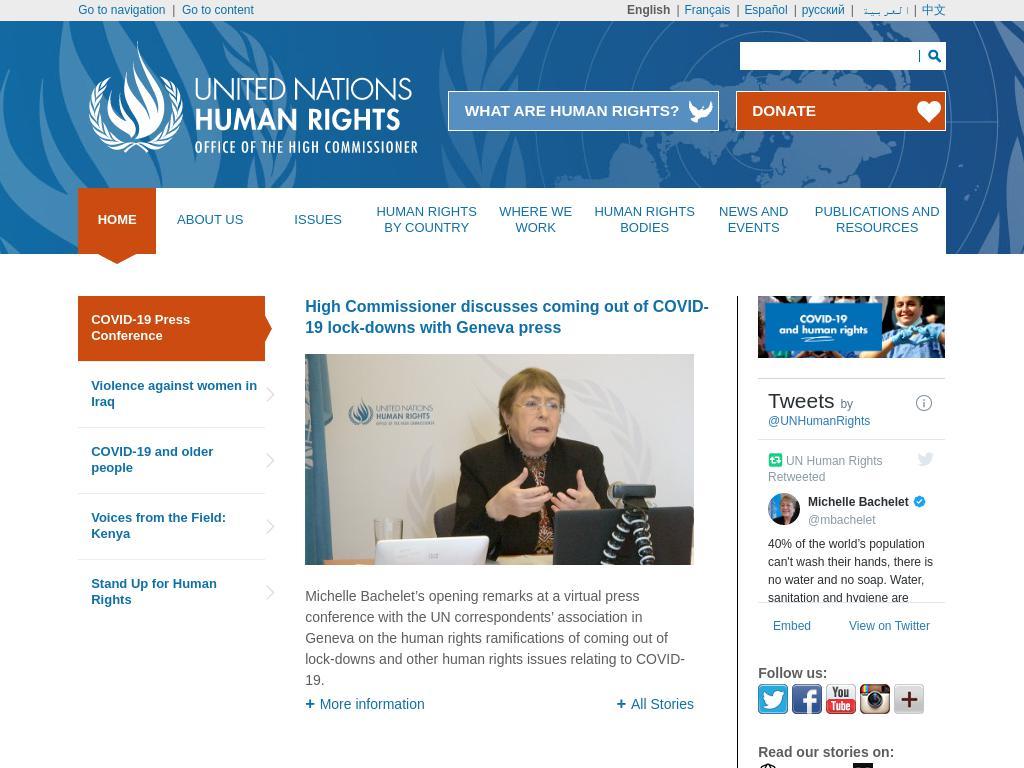 Go to navigation | Go to content
English | Français | Español | русский | العربية | 中文
UNITED NATIONS
HUMAN RIGHTS
OFFICE OF THE HIGH COMMISSIONER
WHAT ARE HUMAN RIGHTS?
DONATE
HOME
ABOUT US
ISSUES
HUMAN RIGHTS
BY COUNTRY
WHERE WE
WORK
HUMAN RIGHTS
BODIES
NEWS AND
EVENTS
PUBLICATIONS AND
RESOURCES
COVID-19 Press
Conference
Violence against women in
Iraq
COVID-19 and older
people
Voices from the Field:
Kenya
Stand Up for Human
Rights
High Commissioner discusses coming out of COVID-
19 lock-downs with Geneva press
UNITED NATIONS
HUMAN RIGHTS
OFFICE OF THE HIGH COMMISSIONER
Michelle Bachelet’s opening remarks at a virtual press
conference with the UN correspondents’ association in
Geneva on the human rights ramifications of coming out of
lock-downs and other human rights issues relating to COVID-
19.
+ More information
+ All Stories
COVID-19
and human rights
Tweets by
@UNHumanRights
UN Human Rights
Retweeted
Michelle Bachelet
@mbachelet
40% of the world’s population
can't wash their hands, there is
no water and no soap. Water,
sanitation and hygiene are
Embed
View on Twitter
Follow us:
You
Tube
Read our stories on: